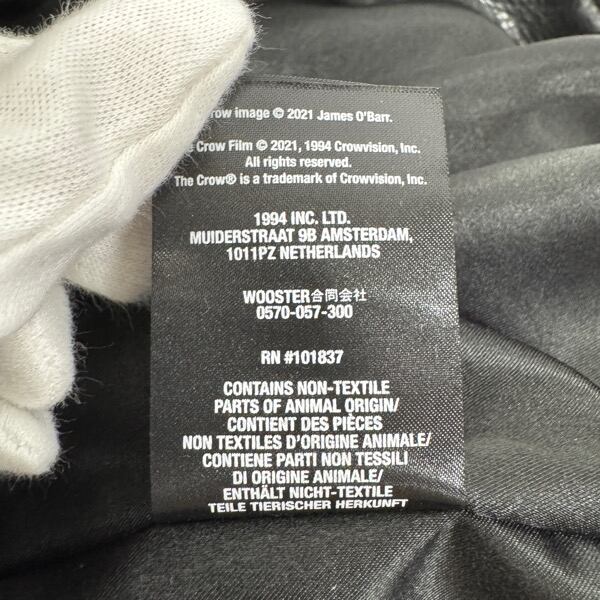 row image © 2021 James O'Barr.
Crow Film © 2021, 1994 Crowvision, Inc.
All rights reserved.
The Crow® is a trademark of Crowvision, Inc.
1994 INC. LTD.
MUIDERSTRAAT 9B AMSTERDAM,
1011PZ NETHERLANDS
WOOSTER合同会社
0570-057-300
RN #101837
CONTAINS NON-TEXTILE
PARTS OF ANIMAL ORIGIN/
CONTIENT DES PIÈCES
NON TEXTILES D'ORIGINE ANIMALE/
CONTIENE PARTI NON TESSILI
DI ORIGINE ANIMALE/
ENTHÄLT NICHT-TEXTILE
TEILE TIERISCHER HERKUNFT